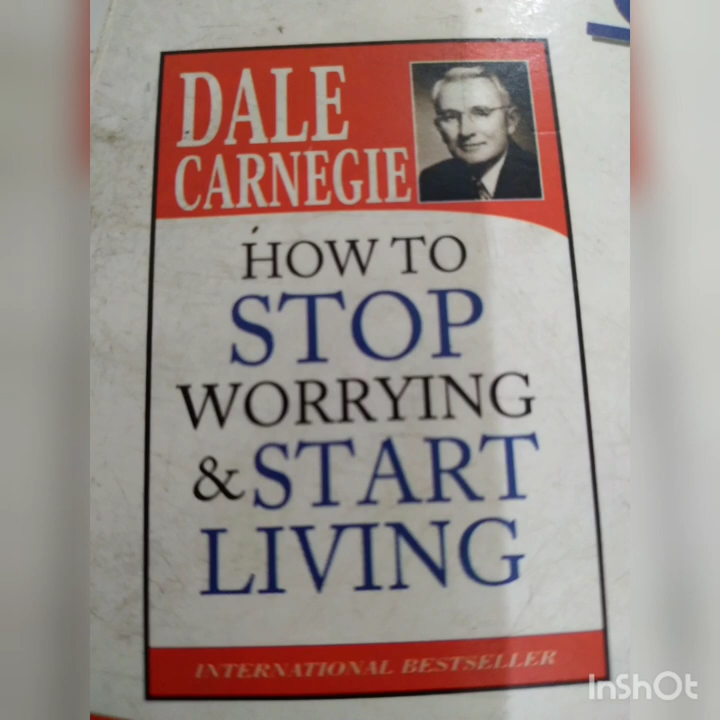 DALE
CARNEGIE
HOW TO
STOP
WORRYING
& START
LIVING
INTERNATIONAL BESTSELLER
InShOt